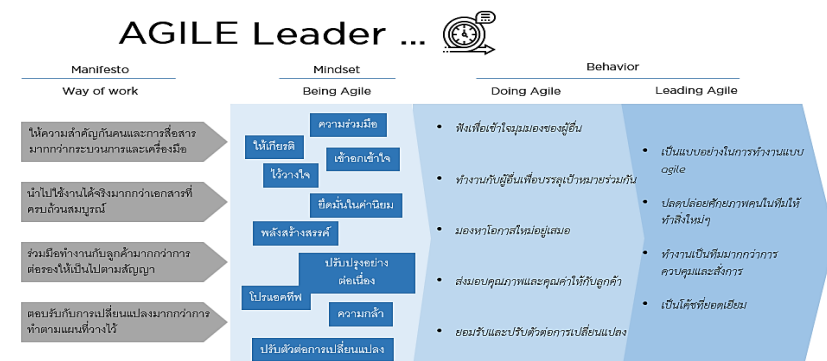 AGILE Leader ...
Manifesto
Way of work
ให้ความสำคัญกับคนและการสื่อสาร
มากกว่ากระบวนการและเครื่องมือ
นำไปใช้งานได้จริงมากกว่าเอกสารที่
ครบถ้วนสมบูรณ์
ร่วมมือทำงานกับลูกค้ามากกว่าการ
ต่อรองให้เป็นไปตามสัญญา
ตอบรับกับการเปลี่ยนแปลงมากกว่าการ
ทำตามแผนที่วางไว้
Mindset
Being Agile
ความร่วมมือ
ให้เกียรติ
เข้าอกเข้าใจ
ไว้วางใจ
ยึดมั่นในค่านิยม
พลังสร้างสรรค์
ปรับปรุงอย่าง
ต่อเนื่อง
โปรแอคทีฟ
ความกล้า
ปรับตัวต่อการเปลี่ยนแปลง
Behavior
Doing Agile
• ฟังเพื่อเข้าใจมุมมองของผู้อื่น
• ทำงานกับผู้อื่นเพื่อบรรลุเป้าหมายร่วมกัน
• มองหาโอกาสใหม่อยู่เสมอ
• ส่งมอบคุณภาพและคุณค่าให้กับลูกค้า
• ยอมรับและปรับตัวต่อการเปลี่ยนแปลง
Leading Agile
• เป็นแบบอย่างในการทำงานแบบ
agile
• ปลดปล่อยศักยภาพคนในทีมให้
ทำสิ่งใหม่ๆ
• ทำงานเป็นทีมมากกว่าการ
ควบคุมและสั่งการ
• เป็นโค้ชที่ยอดเยี่ยม